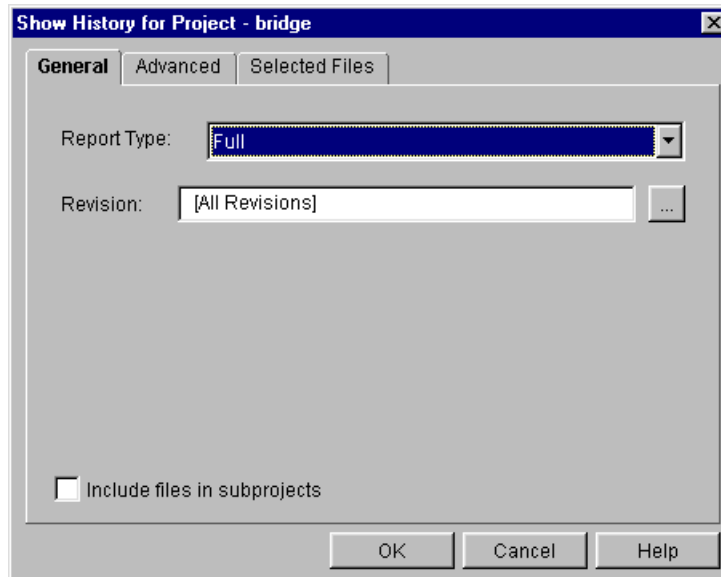 Show History for Project - bridge
General Advanced Selected Files
Report Type: Full
Revision: [All Revisions] ...
Include files in subprojects
OK Cancel Help